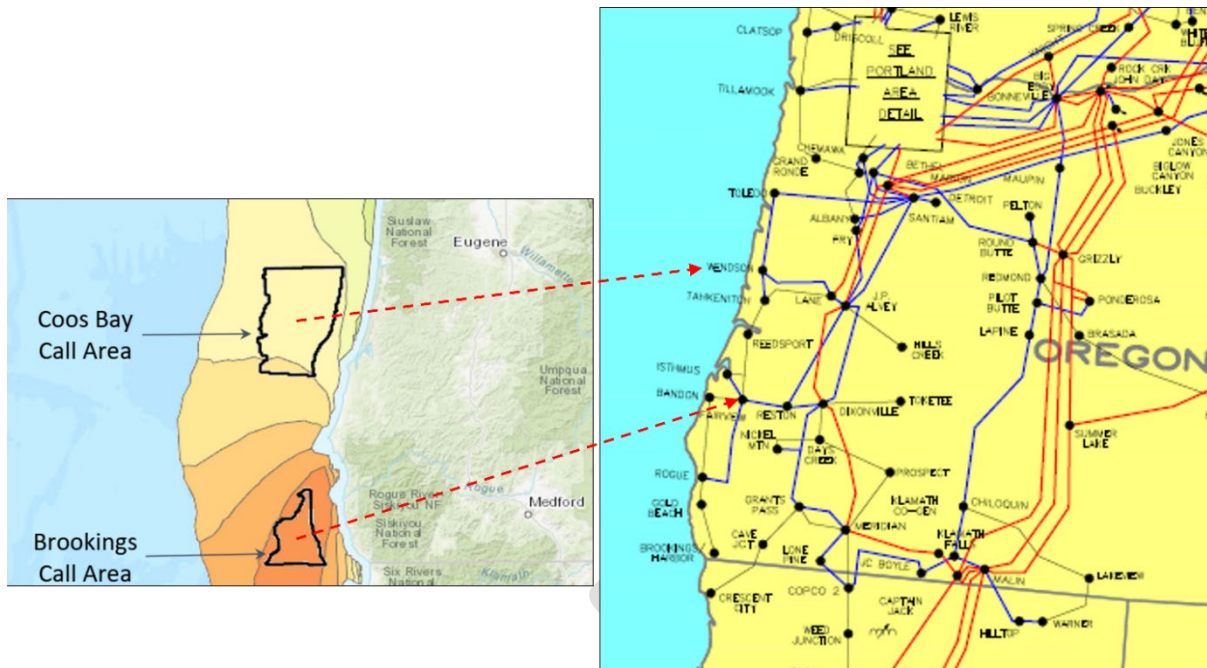 Siuslaw
National
Forest
Eugene
Willamette
Coos Bay
Call Area
Umpqua
National
Forest
Rogue River-
Siskiyou NF
Rogue
Medford
Siskiyou
National
Forest
Brookings
Call Area
Six Rivers
National
Klamath
CLATSOP
DRISCOLL
LEWIS
RIVER
SPRING CREEK
KNIGHT
SEE
PORTLAND
AREA
DETAIL
BIG
EDDY
ROCK CRK
JOHN DAY
TILLAMOOK
BONNEVILLE
JONES
CANYON
BIGLOW
CANYON
BUCKLEY
CHEMAWA
GRAND
RONDE
BETHEL
MARION
MAUPIN
TOLEDO
DETROIT
SANTIAM
PELTON
ALBANY
FRY
ROUND
BUTTE
GRIZZLY
WENDSON
REDMOND
TAHKENITCH
LANE
J.P.
ALVEY
PILOT
BUTTE
PONDEROSA
REEDSPORT
HILLS
CREEK
LAPINE
BRASADA
OREGON
ISTHMUS
BANDON
FAIRVIEW
RESTON
DIXONVILLE
TOKETEE
NICKEL
MTN
DAYS
CREEK
SUMMER
LAKE
ROGUE
PROSPECT
GOLD
BEACH
GRANTS
PASS
KLAMATH
CO-GEN
CHILOQUIN
MERIDIAN
KLAMATH
FALLS
BROOKINGS
HARBOR
CAVE
JCT
LONE
PINE
JC BOYLE
MALIN
LAKEVIEW
CRESCENT
CITY
COPCO 2
CAPTAIN
JACK
WEED
JUNCTION
HILLTOP
WARNER